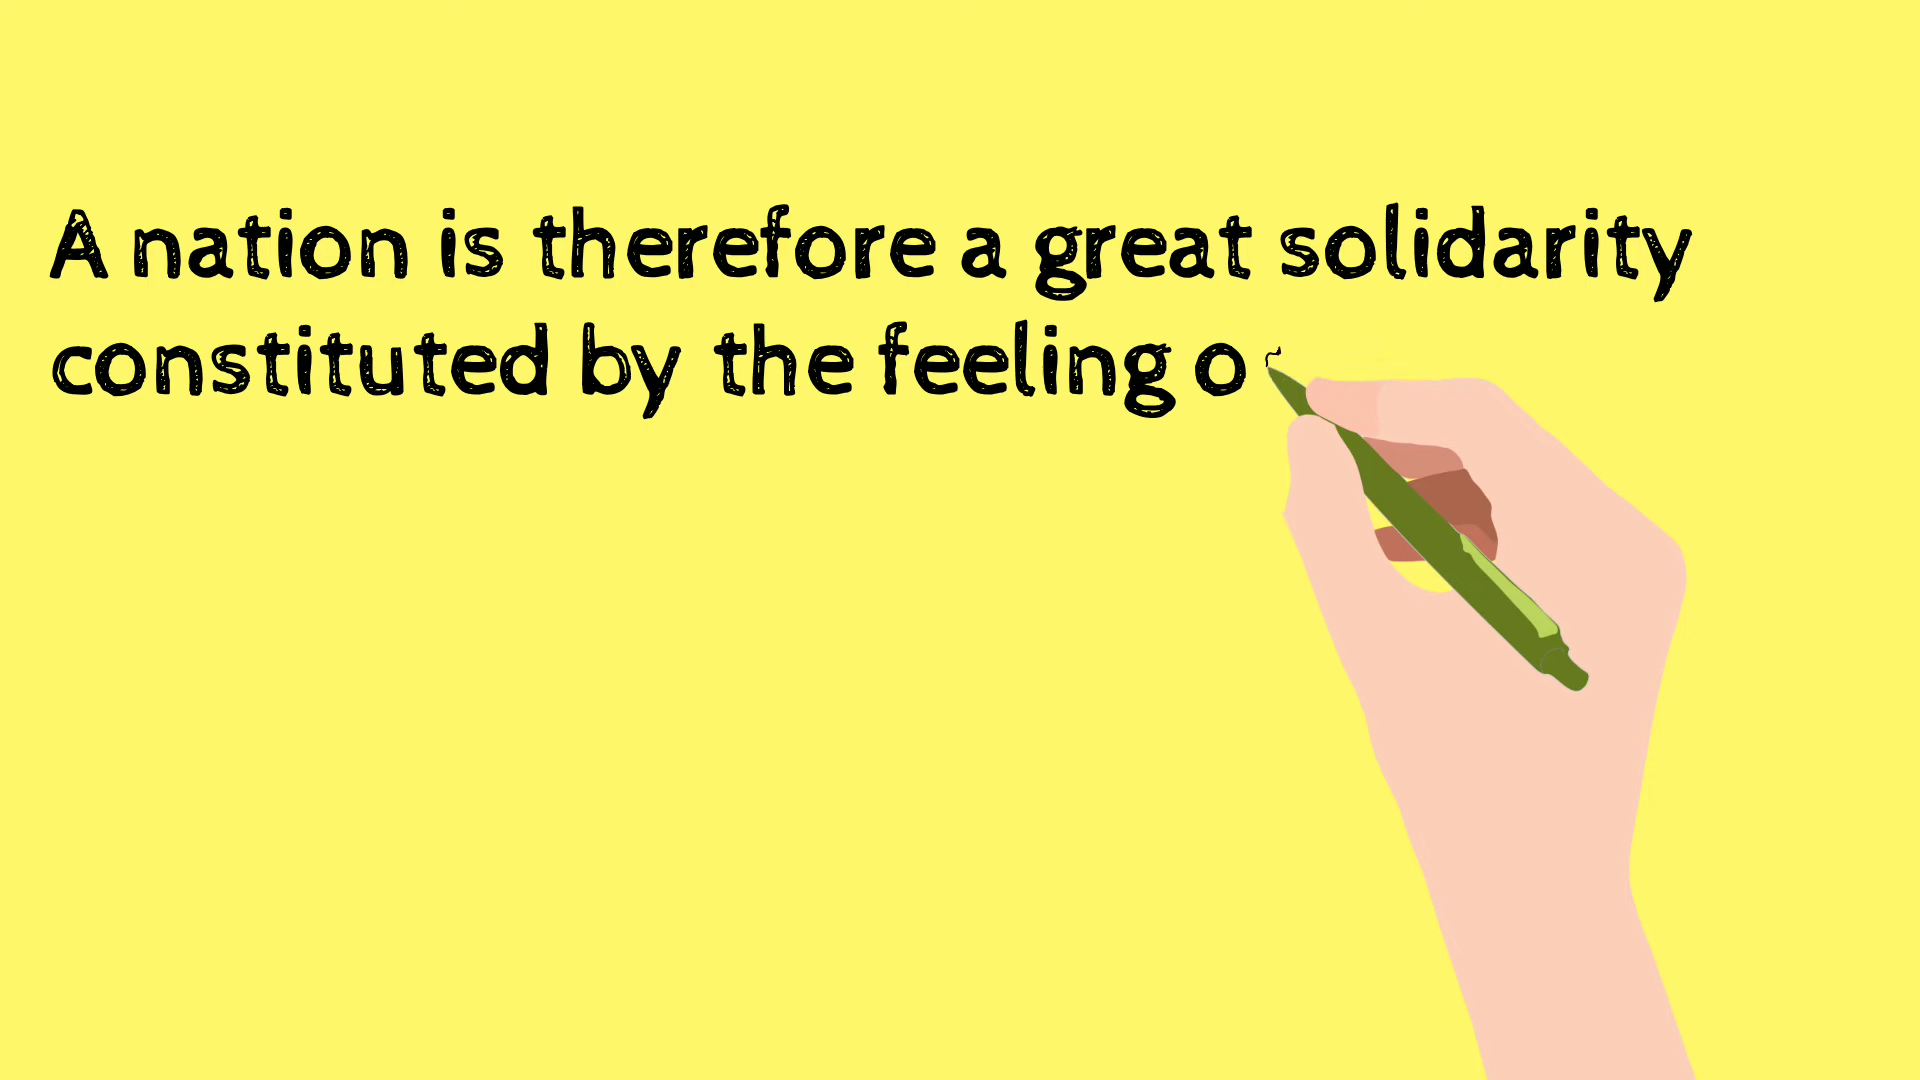 A nation is therefore a great solidarity
constituted by the feeling o